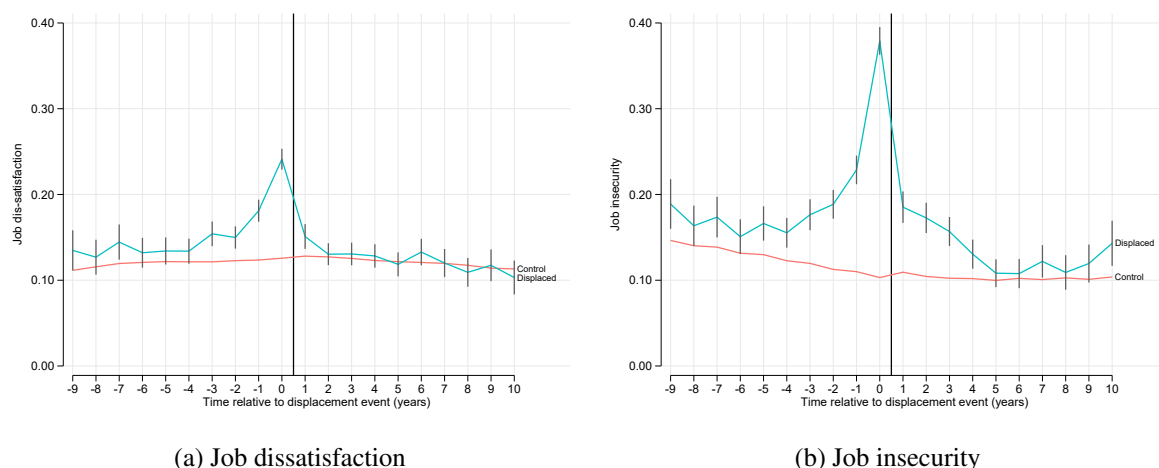 0.40
0.30
0.20
0.10
0.00
Job dis-satisfaction
Control
Displaced
-9 -8 -7 -6 -5 -4 -3 -2 -1 0 1 2 3 4 5 6 7 8 9 10
Time relative to displacement event (years)
(a) Job dissatisfaction
0.40
0.30
0.20
0.10
0.00
Job insecurity
Displaced
Control
-9 -8 -7 -6 -5 -4 -3 -2 -1 0 1 2 3 4 5 6 7 8 9 10
Time relative to displacement event (years)
(b) Job insecurity